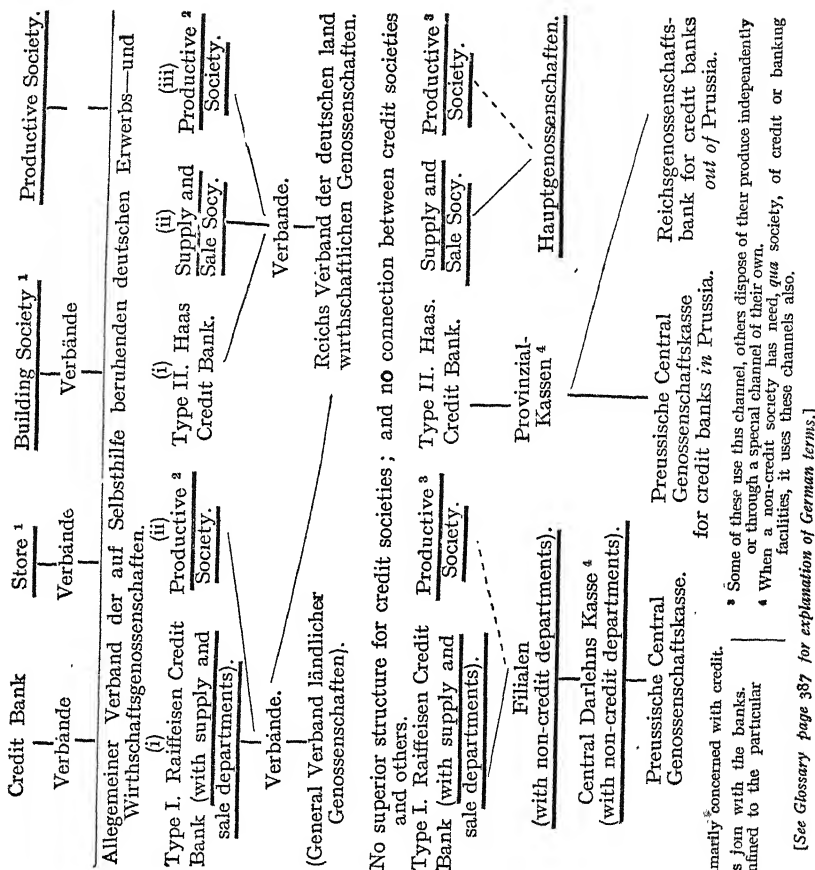 Credit Bank Store ¹ Building Society ¹ Productive Society.
Verbände Verbände Verbände
Allegemeiner Verband der auf Selbsthilfe beruhenden deutschen Erwerbs—und
Wirthschaftsgenossenschaften.
(i) (ii) (i) (ii) (iii)
Type I. Raiffeisen Credit Productive ² Type II. Haas Supply and Productive ²
Bank (with supply and Society. Credit Bank. Sale Socy. Society.
sale departments).
Verbände. Verbande.
(General Verband ländlicher Reichs Verband der deutschen land
Genossenschaften). wirthschaftlichen Genossenschaften.
No superior structure for credit societies ; and no connection between credit societies
and others.
Type I. Raiffeisen Credit Productive ³ Type II. Haas. Supply and Productive ³
Bank (with supply and Society. Credit Bank. Sale Socy. Society.
sale departments).
Filialen Provinzial- Hauptgenossenschaften.
(with non-credit departments). Kassen ⁴
Central Darlehns Kasse ⁴
(with non-credit departments).
Preussische Central Preussische Central Reichsgenossenschafts-
Genossenschaftskasse. Genossenschaftskasse bank for credit banks
for credit banks in Prussia. out of Prussia.
marily concerned with credit.
s join with the banks.
nfined to the particular
³ Some of these use this channel, others dispose of their produce independently
or through a special channel of their own.
⁴ When a non-credit society has need, qua society, of credit or banking
facilities, it uses these channels also.
[See Glossary page 387 for explanation of German terms.]